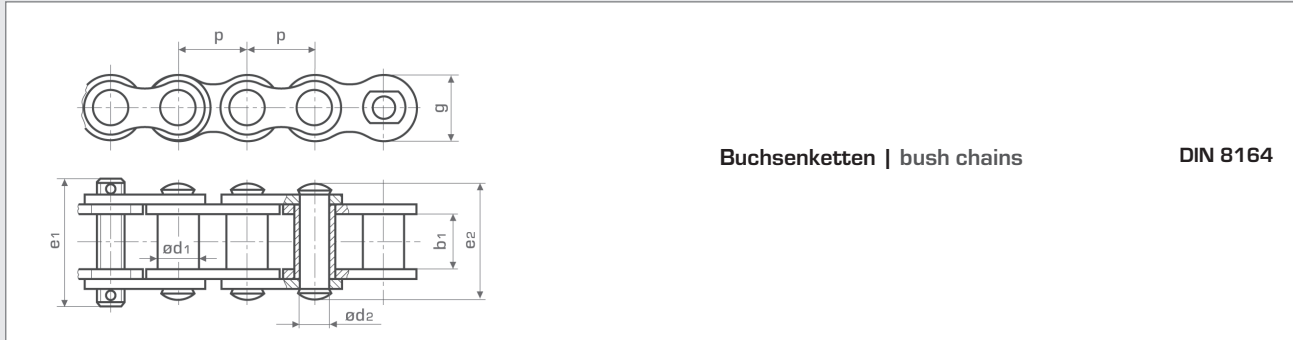 p p
g
Buchsenketten | bush chains
DIN 8164
e1
ød1
b1
e2
ød2